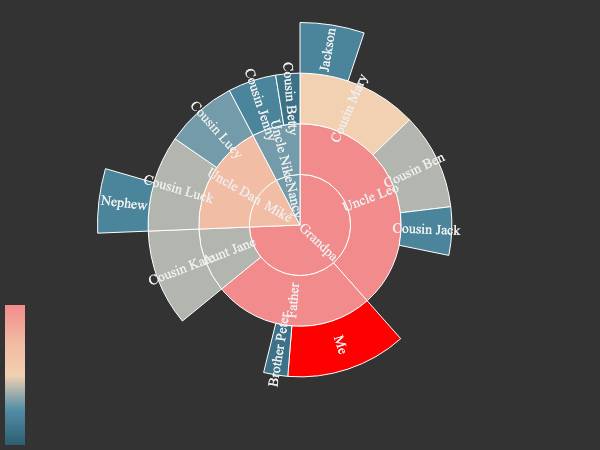 Jackson
Cousin Mary
Cousin Betty
Cousin Jenny
Uncle Nike
Cousin Lucy
Cousin Ben
Nancy
Uncle Dan
Mike
Uncle Leo
Cousin Luck
Nephew
Cousin Jack
Grandpa
Aunt Jane
Cousin Kate
Father
Brother Peter
Me